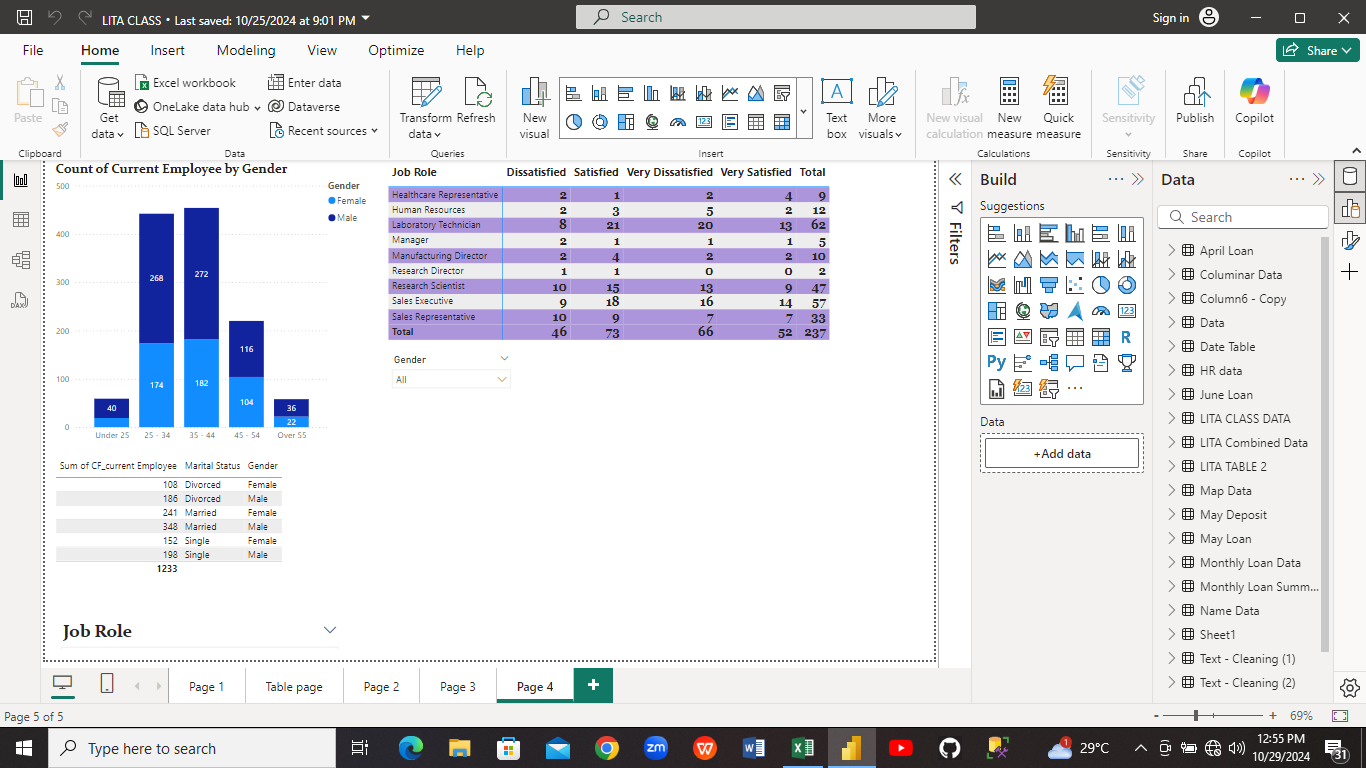 LITA CLASS • Last saved: 10/25/2024 at 9:01 PM
Search
Sign in
File Home Insert Modeling View Optimize Help
Share
Paste
Clipboard
Get data
Excel workbook
OneLake data hub
SQL Server
Enter data
Dataverse
Recent sources
Data
Transform data
Refresh
Queries
New visual
Text box
More visuals
Insert
New visual calculation
New measure
Quick measure
Calculations
Sensitivity
Sensitivity
Publish
Share
Copilot
Copilot
Count of Current Employee by Gender
Gender
Female
Male
500
400
300
200
100
0
40
268
174
272
182
116
104
36
22
Under 25 25 - 34 35 - 44 45 - 54 Over 55
Job Role Dissatisfied Satisfied Very Dissatisfied Very Satisfied Total
Healthcare Representative 2 1 2 4 9
Human Resources 2 3 5 2 12
Laboratory Technician 8 21 20 13 62
Manager 2 1 1 1 5
Manufacturing Director 2 4 2 2 10
Research Director 1 1 0 0 2
Research Scientist 10 15 13 9 47
Sales Executive 9 18 16 14 57
Sales Representative 10 9 7 7 33
Total 46 73 66 52 237
Gender
All
Sum of CF_current Employee Marital Status Gender
108 Divorced Female
186 Divorced Male
241 Married Female
348 Married Male
152 Single Female
198 Single Male
1233
Job Role
Filters
Build
Suggestions
123
R
Py
123
Data
+Add data
Data
Search
April Loan
Columinar Data
Column6 - Copy
Data
Date Table
HR data
June Loan
LITA CLASS DATA
LITA Combined Data
LITA TABLE 2
Map Data
May Deposit
May Loan
Monthly Loan Data
Monthly Loan Summ...
Name Data
Sheet1
Text - Cleaning (1)
Text - Cleaning (2)
DAX
Page 1 Table page Page 2 Page 3 Page 4 +
Page 5 of 5
- + 69%
Type here to search
zm
W
1
29°C
12:55 PM
10/29/2024
31